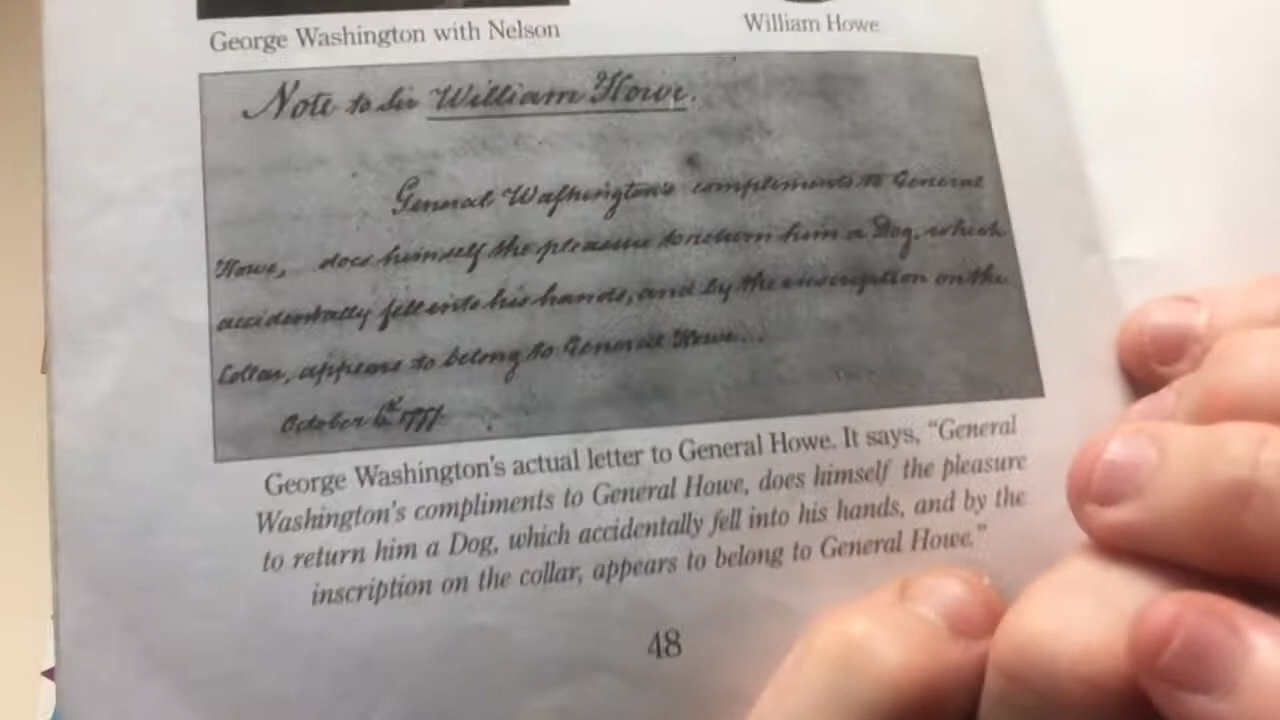 George Washington with Nelson
William Howe
Note to Sir William Howe.
General Waſhington's compliments to General
Howe, does himself the pleasure to return him a Dog, which
accidentally fell into his hands, and by the inscription on the
Collar, appears to belong to General Howe...
October 6th 1777.
George Washington's actual letter to General Howe. It says, "General
Washington's compliments to General Howe, does himself the pleasure
to return him a Dog, which accidentally fell into his hands, and by the
inscription on the collar, appears to belong to General Howe."
48